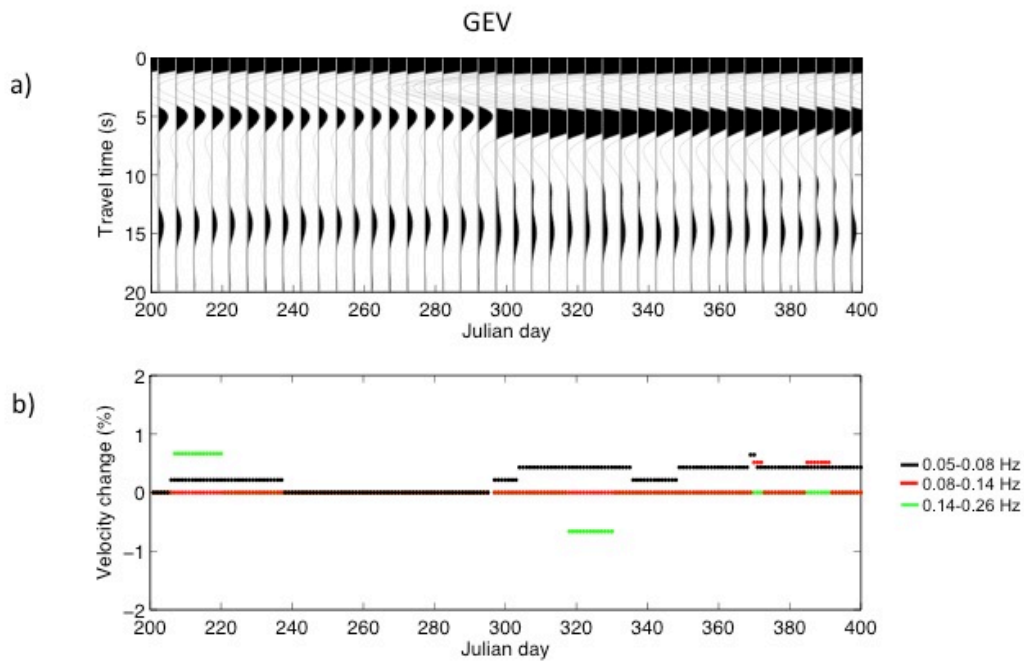 GEV
a)
0
5
10
15
20
Travel time (s)
200 220 240 260 280 300 320 340 360 380 400
Julian day
b)
2
1
0
−1
−2
Velocity change (%)
200 220 240 260 280 300 320 340 360 380 400
Julian day
0.05-0.08 Hz
0.08-0.14 Hz
0.14-0.26 Hz